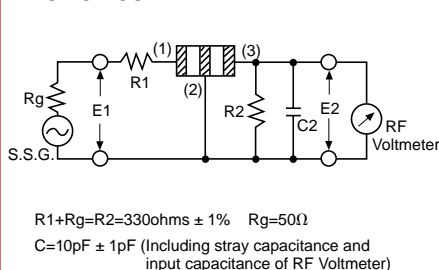 (1)
(3)
R1
(2)
Rg
E1
R2
C2
E2
RF
Voltmeter
S.S.G.
R1+Rg=R2=330ohms ± 1% Rg=50Ω
C=10pF ± 1pF (Including stray capacitance and
input capacitance of RF Voltmeter)